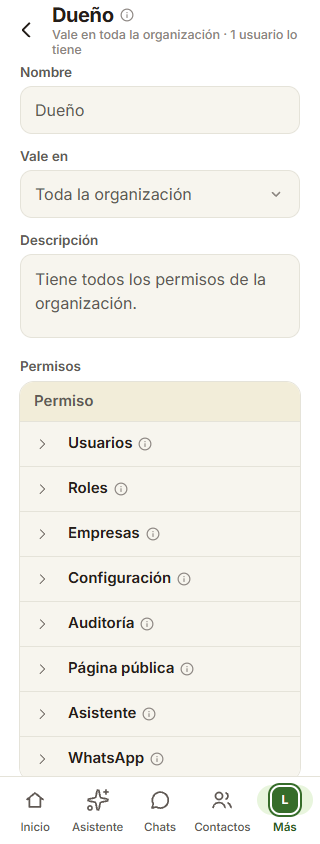 Dueño
Vale en toda la organización · 1 usuario lo
tiene
Nombre
Dueño
Vale en
Toda la organización
Descripción
Tiene todos los permisos de la
organización.
Permisos
Permiso
Usuarios
Roles
Empresas
Configuración
Auditoría
Página pública
Asistente
WhatsApp
L
Inicio Asistente Chats Contactos Más